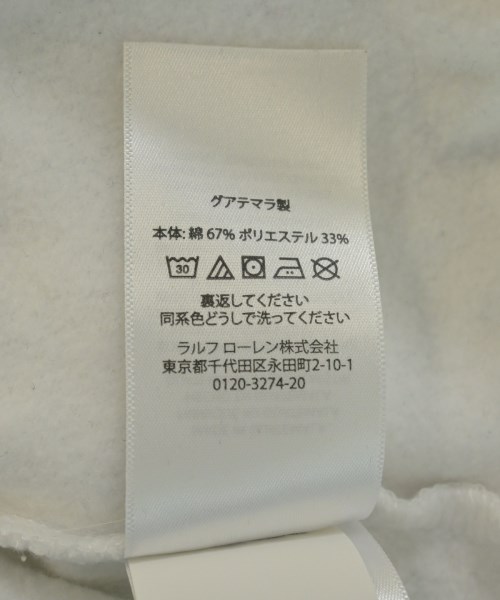 グアテマラ製
本体: 綿 67% ポリエステル 33%
30
裏返してください
同系色どうしで洗ってください
ラルフ ローレン株式会社
東京都千代田区永田町2-10-1
0120-3274-20